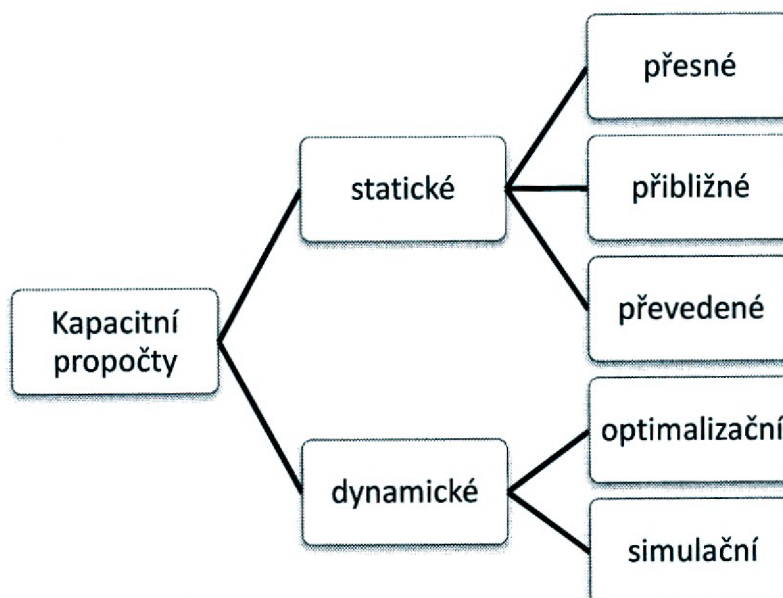 Kapacitní
propočty
statické
přesné
přibližné
převedené
dynamické
optimalizační
simulační